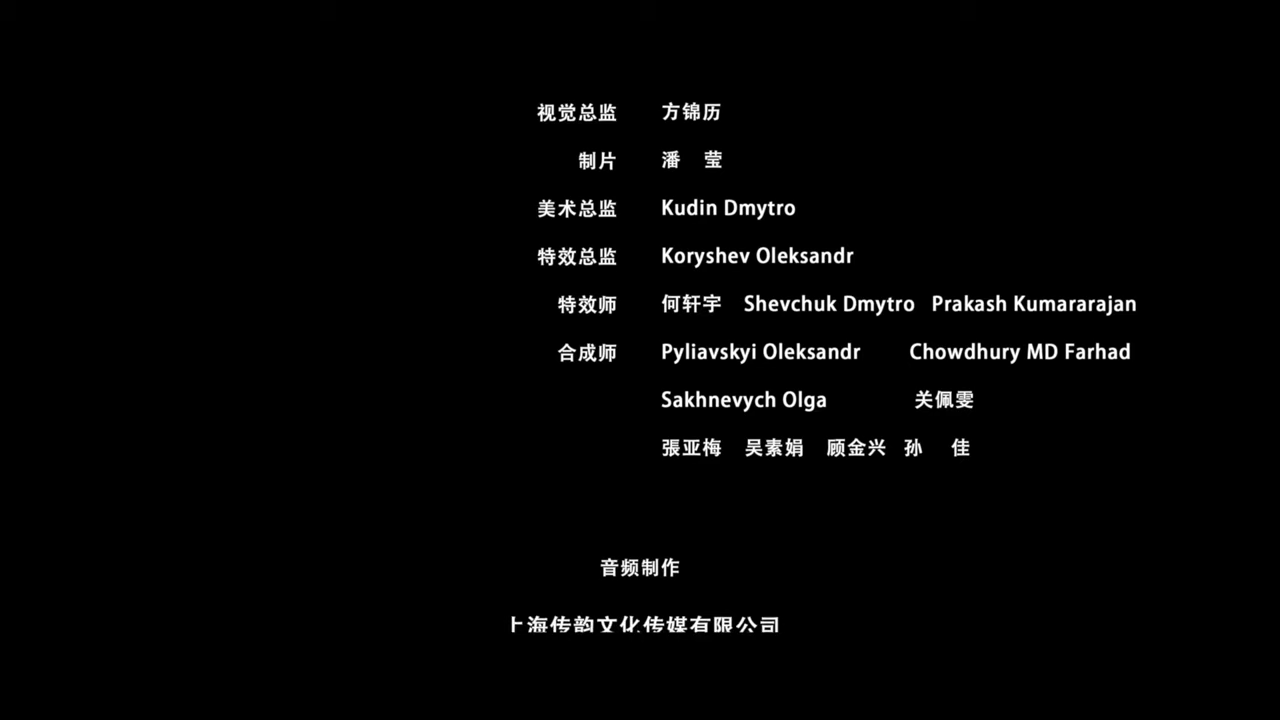 视觉总监 方锦历
制片 潘 莹
美术总监 Kudin Dmytro
特效总监 Koryshev Oleksandr
特效师 何轩宇 Shevchuk Dmytro Prakash Kumararajan
合成师 Pyliavskyi Oleksandr Chowdhury MD Farhad
Sakhnevych Olga 关佩雯
張亚梅 吴素娟 顾金兴 孙 佳
音频制作
上海传韵文化传媒有限公司